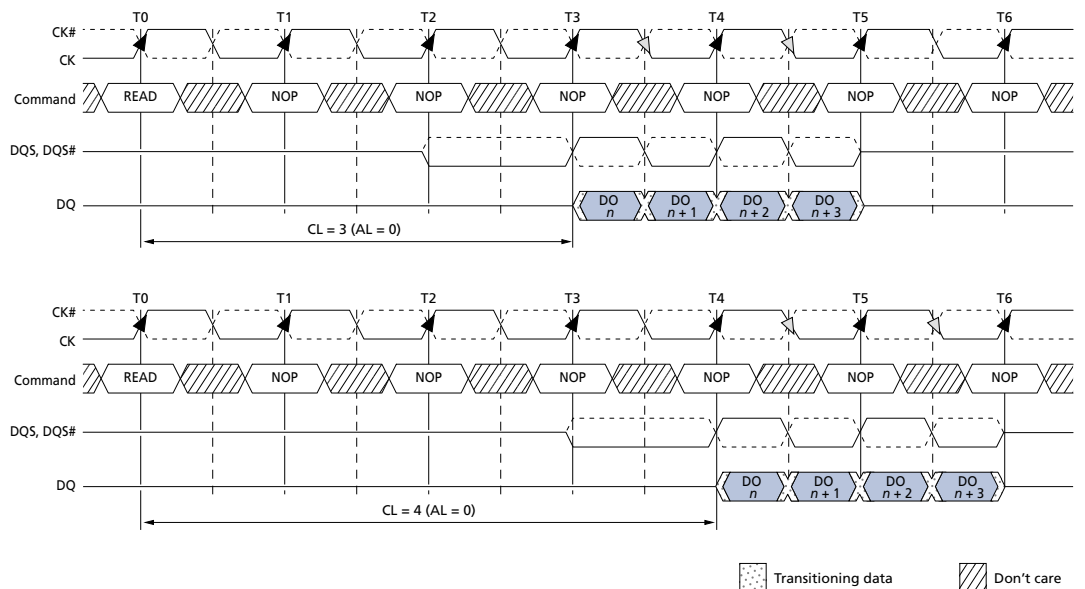 T0 T1 T2 T3 T4 T5 T6
CK#
CK
Command READ NOP NOP NOP NOP NOP NOP
DQS, DQS#
DQ DO n DO n + 1 DO n + 2 DO n + 3
CL = 3 (AL = 0)
T0 T1 T2 T3 T4 T5 T6
CK#
CK
Command READ NOP NOP NOP NOP NOP NOP
DQS, DQS#
DQ DO n DO n + 1 DO n + 2 DO n + 3
CL = 4 (AL = 0)
Transitioning data Don't care